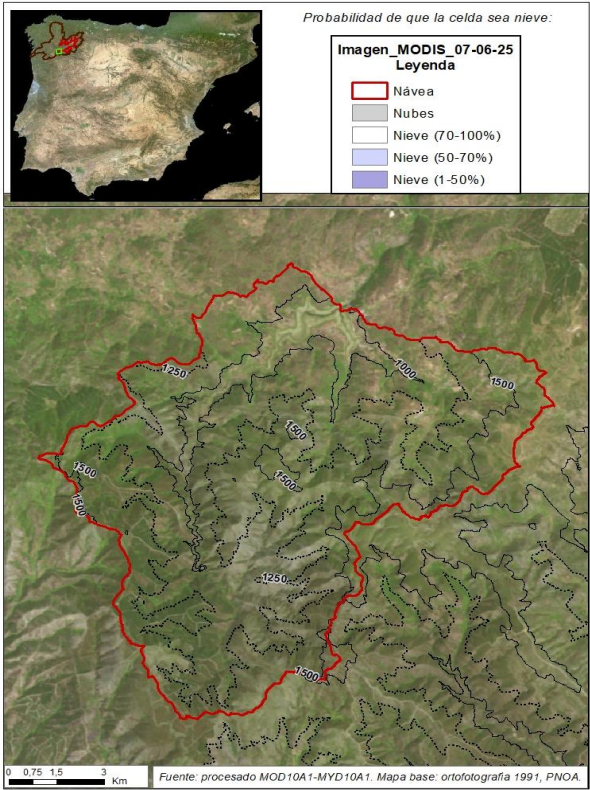 Probabilidad de que la celda sea nieve:
Imagen_MODIS_07-06-25
Leyenda
Návea
Nubes
Nieve (70-100%)
Nieve (50-70%)
Nieve (1-50%)
1250
1000
1500
1500
1500
1500
1500
1250
1500
0 0,75 1,5 3
Km
Fuente: procesado MOD10A1-MYD10A1. Mapa base: ortofotografía 1991, PNOA.